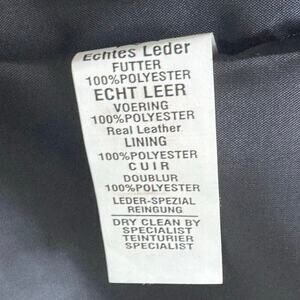 Echtes Leder
FUTTER
100%POLYESTER
ECHT LEER
VOERING
100%POLYESTER
Real Leather
LINING
100%POLYESTER
CUIR
DOUBLUR
100%POLYESTER
LEDER-SPEZIAL
REINGUNG
DRY CLEAN BY
SPECIALIST
TEINTURIER
SPECIALIST